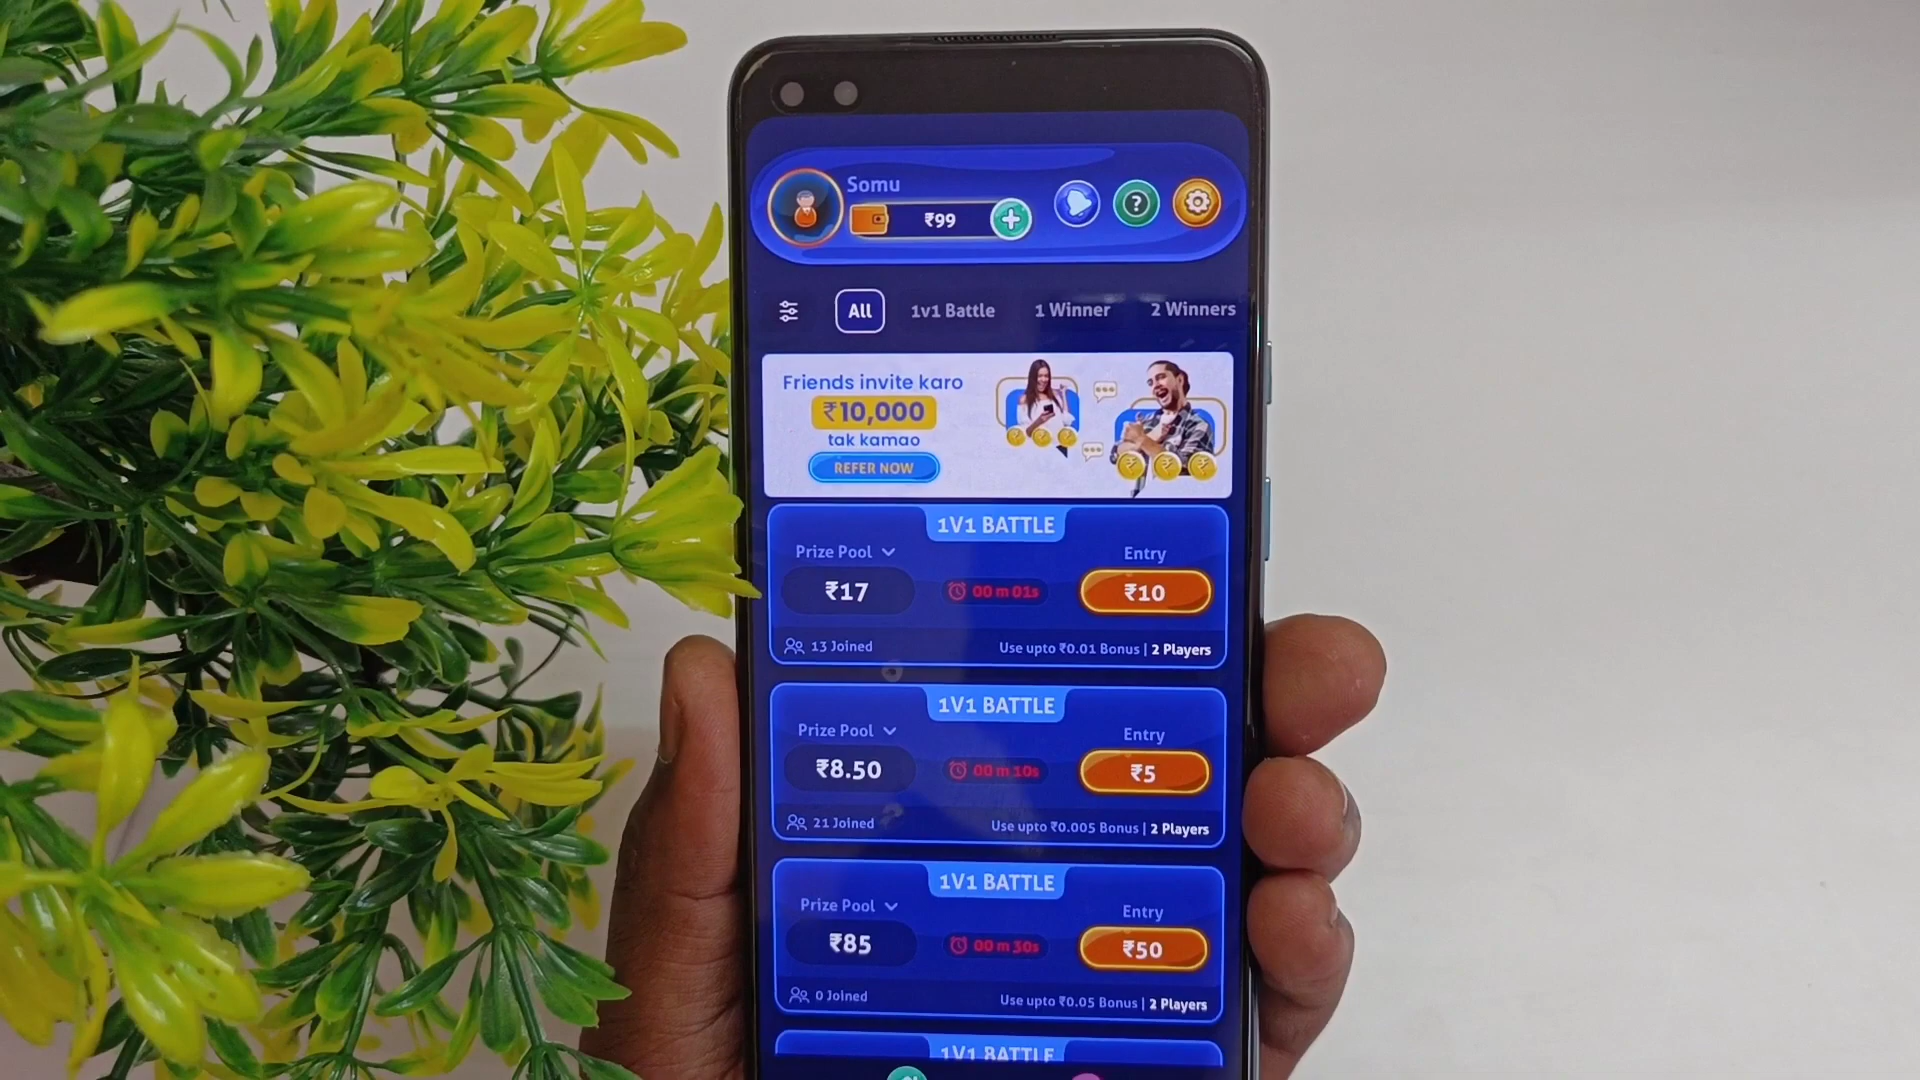 Somu
₹99
?
All 1v1 Battle 1 Winner 2 Winners
Friends invite karo
₹10,000
tak kamao
REFER NOW
1V1 BATTLE
Prize Pool Entry
₹17 00 m 01s ₹10
13 Joined Use upto ₹0.01 Bonus | 2 Players
1V1 BATTLE
Prize Pool Entry
₹8.50 00 m 10s ₹5
21 Joined Use upto ₹0.005 Bonus | 2 Players
1V1 BATTLE
Prize Pool Entry
₹85 00 m 30s ₹50
0 Joined Use upto ₹0.05 Bonus | 2 Players
1V1 BATTLE